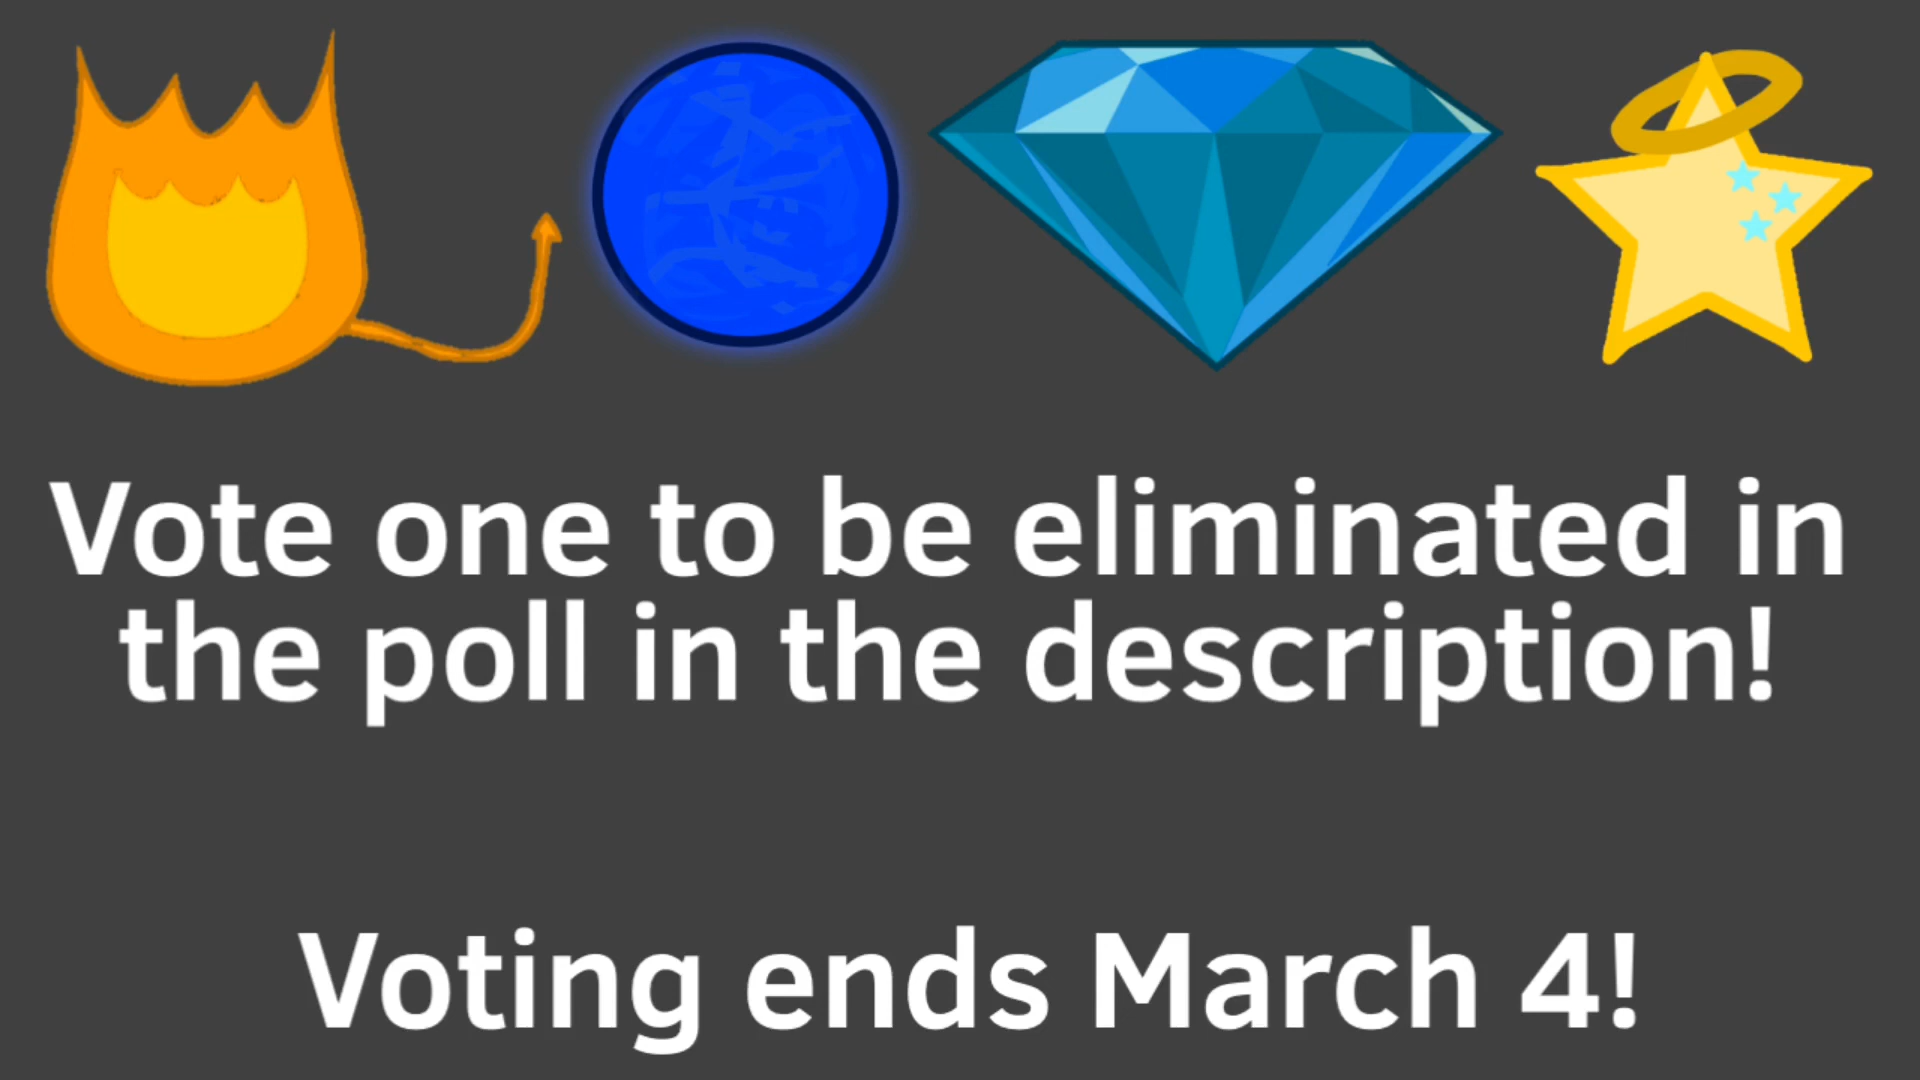 Vote one to be eliminated in
the poll in the description!
Voting ends March 4!